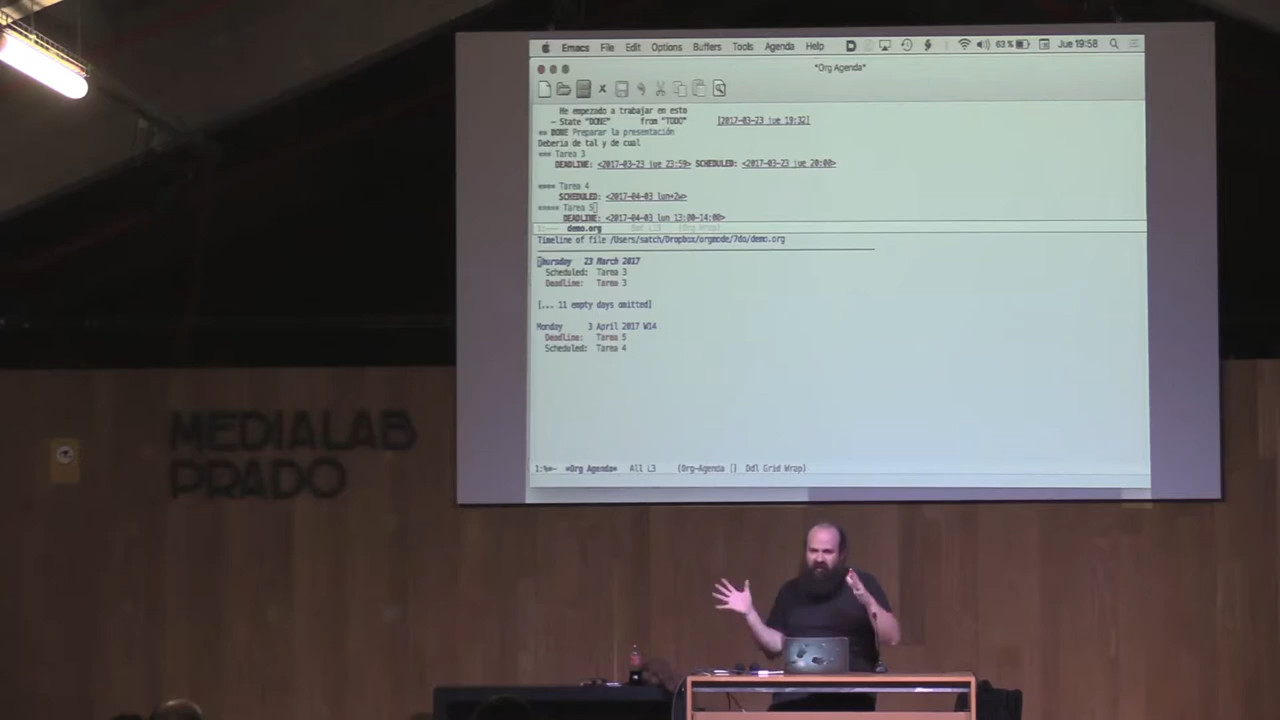 Emacs File Edit Options Buffers Tools Agenda Help 63 % Jue 19:58
*Org Agenda*
He empezado a trabajar en esto
– State "DONE" from "TODO" [2017-03-23 jue 19:32]
** DONE Preparar la presentación
Debería de tal y de cual
*** Tarea 3
DEADLINE: <2017-03-23 jue 23:59> SCHEDULED: <2017-03-23 jue 20:00>
**** Tarea 4
SCHEDULED: <2017-04-03 lun+2w>
***** Tarea 5
DEADLINE: <2017-04-03 lun 13:00-14:00>
demo.org
Timeline of file /Users/satch/Dropbox/orgmode/7do/demo.org
Thursday 23 March 2017
Scheduled: Tarea 3
Deadline: Tarea 3
[... 11 empty days omitted]
Monday 3 April 2017 W14
Deadline: Tarea 5
Scheduled: Tarea 4
1:%*- *Org Agenda* All L3 (Org-Agenda [] Ddl Grid Wrap)
MEDIALAB
PRADO